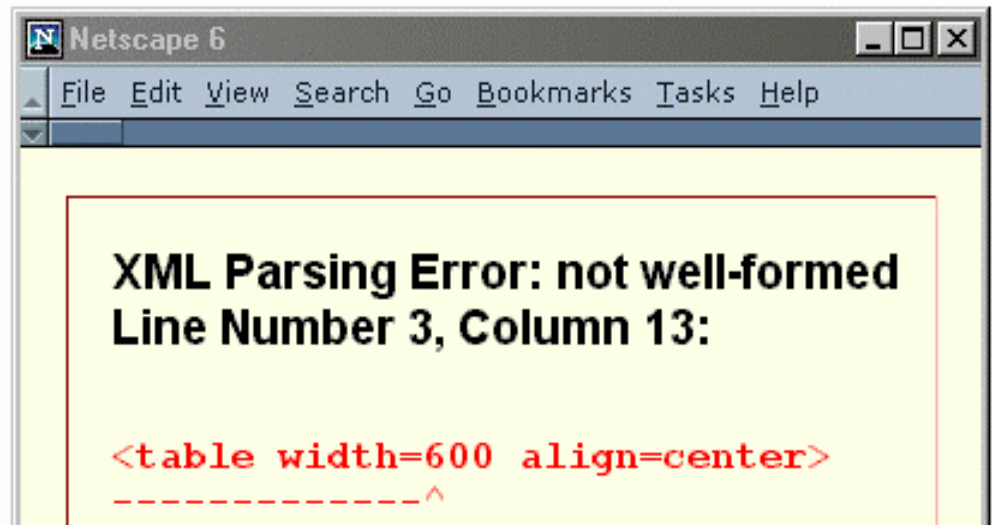 Netscape 6
File Edit View Search Go Bookmarks Tasks Help
XML Parsing Error: not well-formed
Line Number 3, Column 13:
<table width=600 align=center>
-------------^